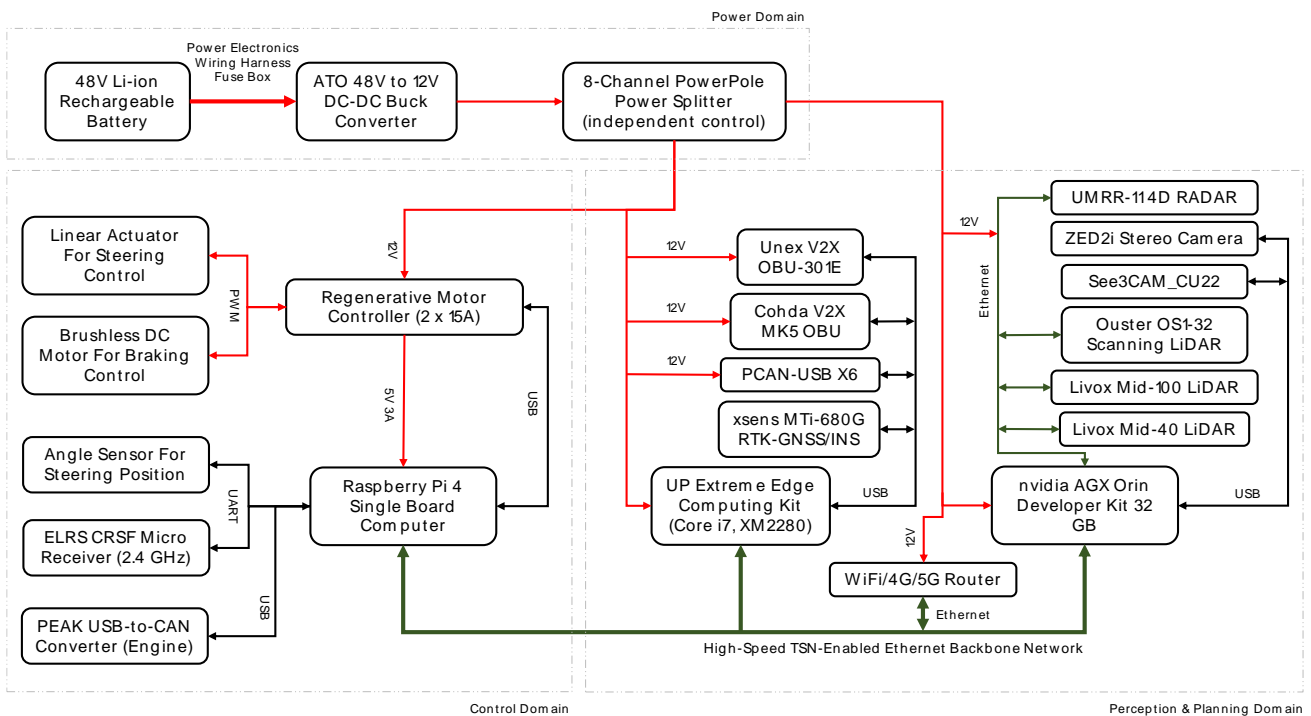 Power Domain
Power Electronics
Wiring Harness
Fuse Box
48V Li-ion
Rechargeable
Battery
ATO 48V to 12V
DC-DC Buck
Converter
8-Channel PowerPole
Power Splitter
(independent control)
Linear Actuator
For Steering
Control
Brushless DC
Motor For Braking
Control
PWM
12V
Regenerative Motor
Controller (2 x 15A)
5V 3A
USB
Angle Sensor For
Steering Position
ELRS CRSF Micro
Receiver (2.4 GHz)
UART
PEAK USB-to-CAN
Converter (Engine)
USB
Raspberry Pi 4
Single Board
Computer
Control Domain
12V
Unex V2X
OBU-301E
12V
Cohda V2X
MK5 OBU
12V
PCAN-USB X6
xsens MTi-680G
RTK-GNSS/INS
UP Extreme Edge
Computing Kit
(Core i7, XM2280)
USB
12V
Ethernet
UMRR-114D RADAR
ZED2i Stereo Camera
See3CAM_CU22
Ouster OS1-32
Scanning LiDAR
Livox Mid-100 LiDAR
Livox Mid-40 LiDAR
nvidia AGX Orin
Developer Kit 32
GB
USB
12V
WiFi/4G/5G Router
Ethernet
High-Speed TSN-Enabled Ethernet Backbone Network
Perception & Planning Domain